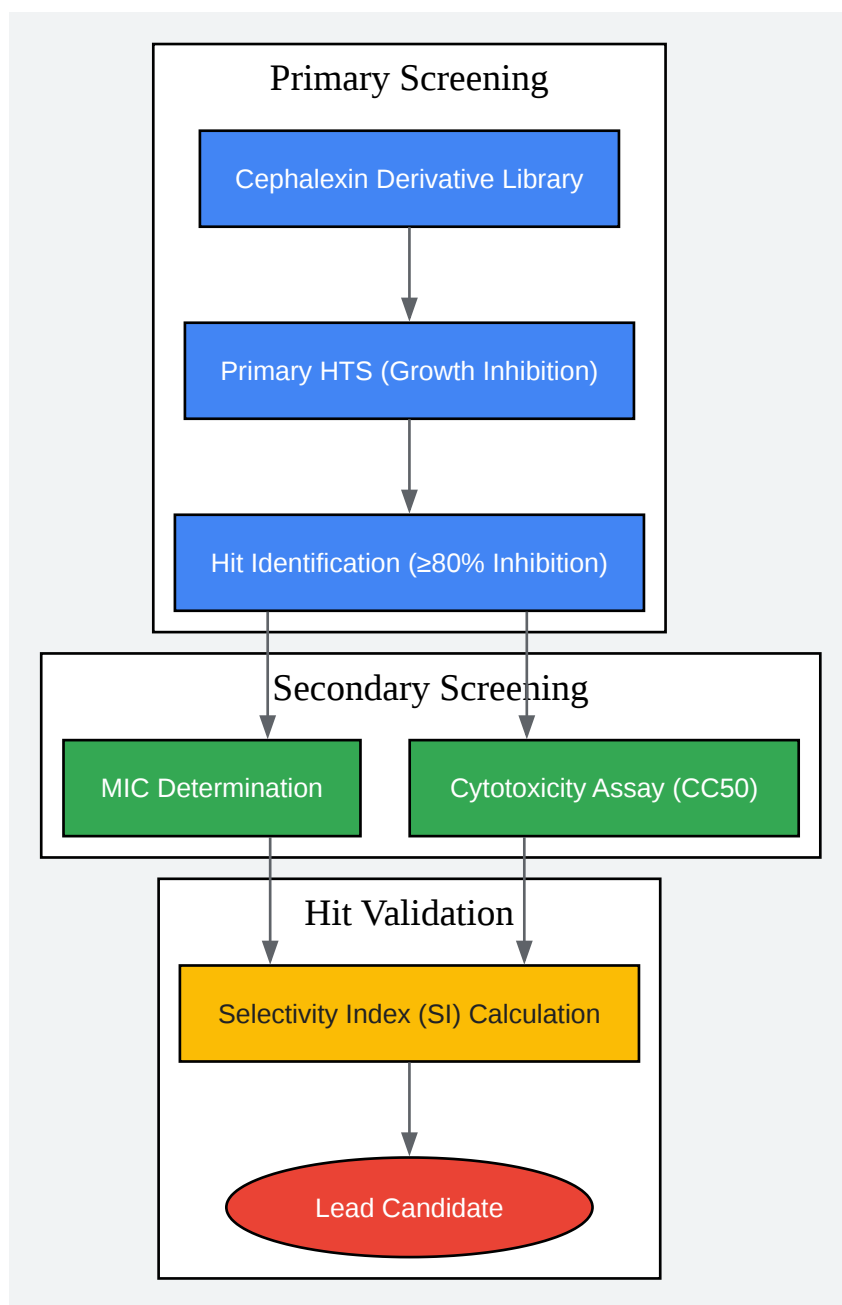 Primary Screening
Cephalexin Derivative Library
Primary HTS (Growth Inhibition)
Hit Identification (≥80% Inhibition)
Secondary Screening
MIC Determination
Cytotoxicity Assay (CC50)
Hit Validation
Selectivity Index (SI) Calculation
Lead Candidate